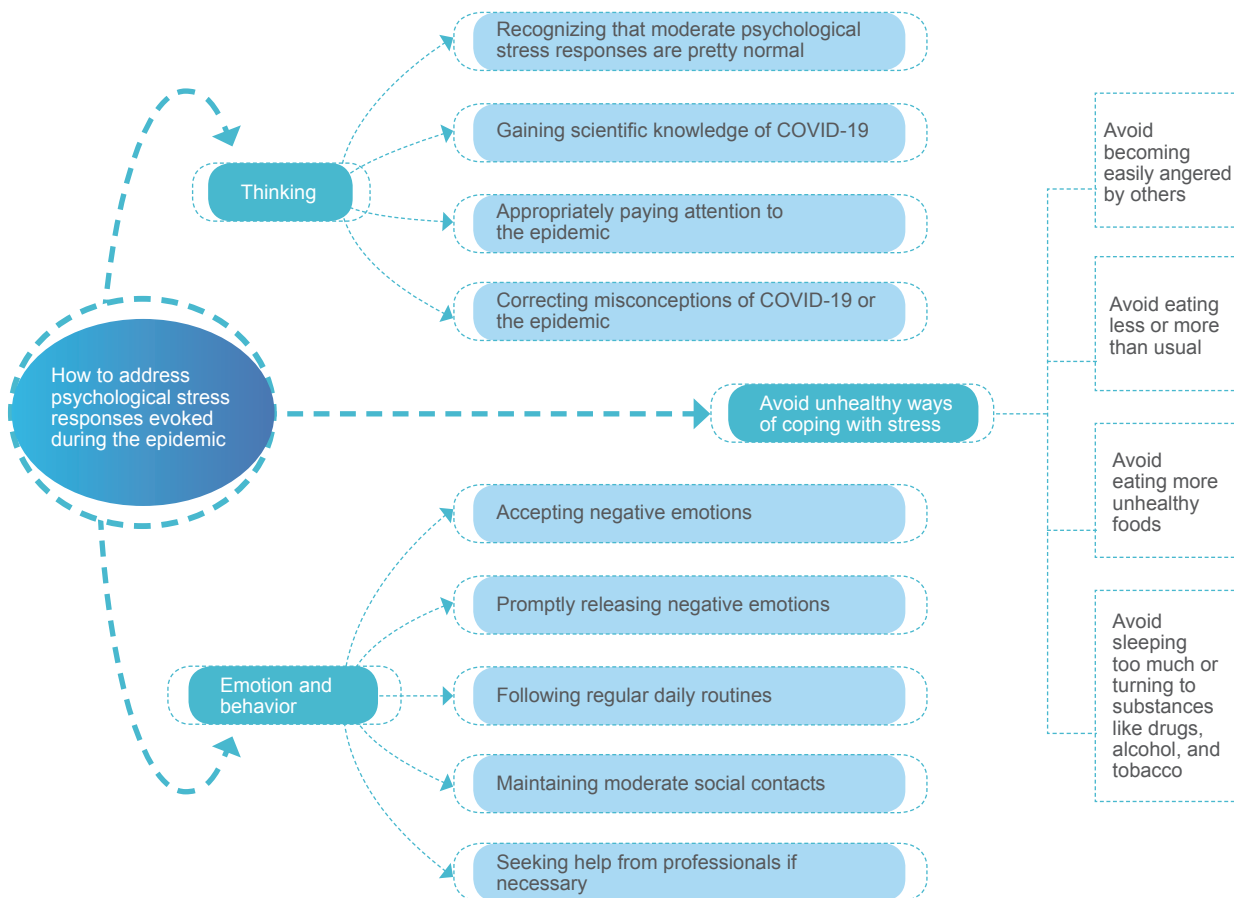 How to address
psychological stress
responses evoked
during the epidemic
Thinking
Recognizing that moderate psychological
stress responses are pretty normal
Gaining scientific knowledge of COVID-19
Appropriately paying attention to
the epidemic
Correcting misconceptions of COVID-19 or
the epidemic
Avoid unhealthy ways
of coping with stress
Avoid
becoming
easily angered
by others
Avoid eating
less or more
than usual
Avoid
eating more
unhealthy
foods
Avoid
sleeping
too much or
turning to
substances
like drugs,
alcohol, and
tobacco
Emotion and
behavior
Accepting negative emotions
Promptly releasing negative emotions
Following regular daily routines
Maintaining moderate social contacts
Seeking help from professionals if
necessary